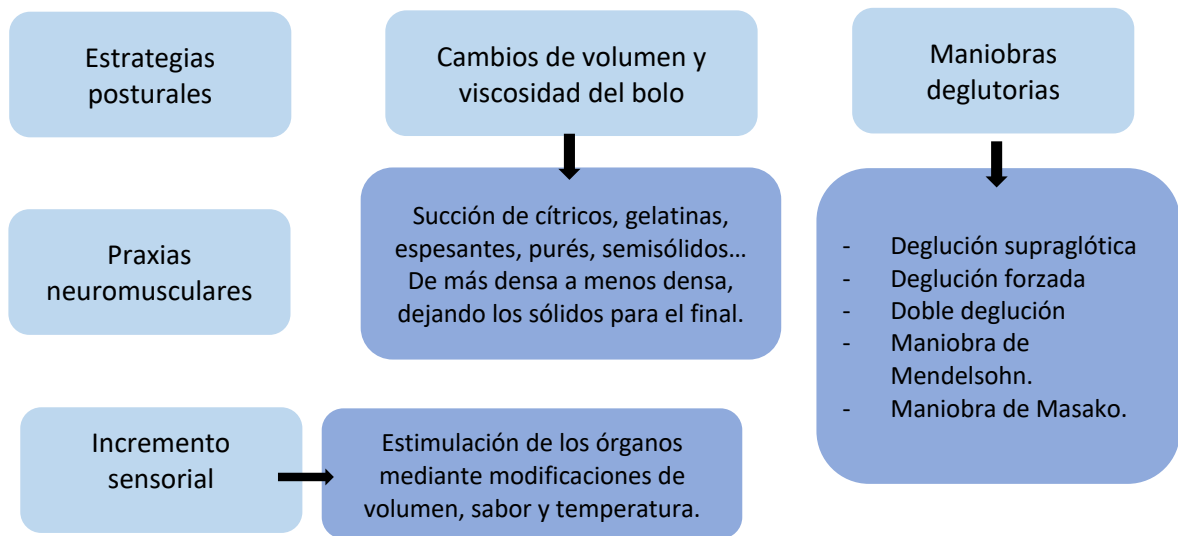 Estrategias
posturales
Cambios de volumen y
viscosidad del bolo
Maniobras
deglutorias
Succión de cítricos, gelatinas,
espesantes, purés, semisólidos…
De más densa a menos densa,
dejando los sólidos para el final.
- Deglución supraglótica
- Deglución forzada
- Doble deglución
- Maniobra de
Mendelsohn.
- Maniobra de Masako.
Praxias
neuromusculares
Incremento
sensorial
Estimulación de los órganos
mediante modificaciones de
volumen, sabor y temperatura.